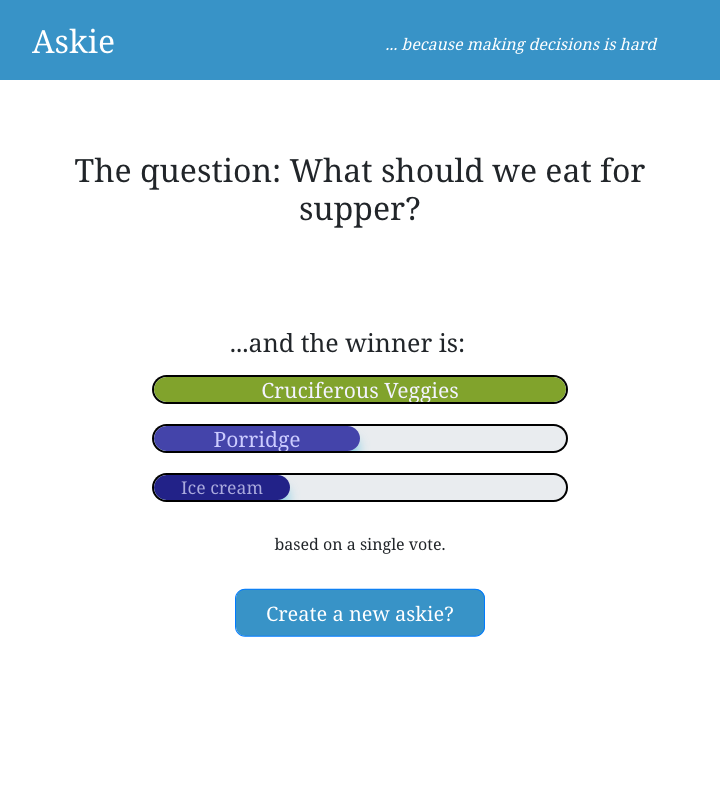 Askie
... because making decisions is hard
The question: What should we eat for
supper?
...and the winner is:
Cruciferous Veggies
Porridge
Ice cream
based on a single vote.
Create a new askie?